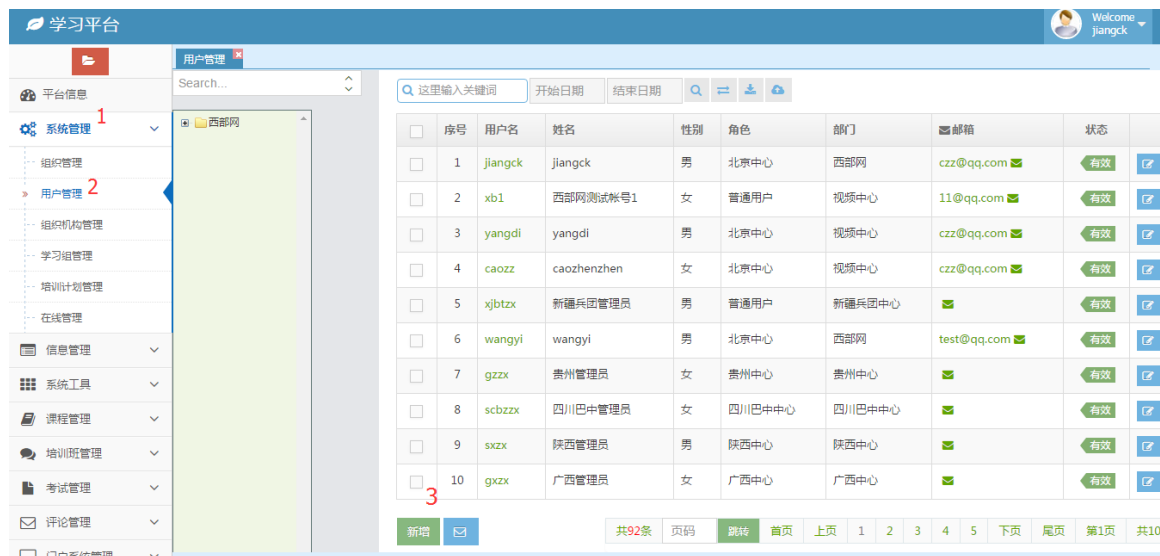 学习平台
Welcome
jiangck
用户管理
平台信息
系统管理 1
组织管理
用户管理 2
组织机构管理
学习组管理
培训计划管理
在线管理
信息管理
系统工具
课程管理
培训班管理
考试管理
评论管理
门户系统管理
Search...
西部网
这里输入关键词 开始日期 结束日期
序号 用户名 姓名 性别 角色 部门 邮箱 状态
1 jiangck jiangck 男 北京中心 西部网 czz@qq.com 有效
2 xb1 西部网测试帐号1 女 普通用户 视频中心 11@qq.com 有效
3 yangdi yangdi 男 北京中心 视频中心 czz@qq.com 有效
4 caozz caozhenzhen 女 北京中心 视频中心 czz@qq.com 有效
5 xjbtzx 新疆兵团管理员 男 普通用户 新疆兵团中心 有效
6 wangyi wangyi 男 北京中心 西部网 test@qq.com 有效
7 gzzx 贵州管理员 女 贵州中心 贵州中心 有效
8 scbzzx 四川巴中管理员 女 四川巴中中心 四川巴中中心 有效
9 sxzx 陕西管理员 男 陕西中心 陕西中心 有效
10 gxzx 广西管理员 女 广西中心 广西中心 有效
3
新增 共92条 页码 跳转 首页 上页 1 2 3 4 5 下页 尾页 第1页 共10